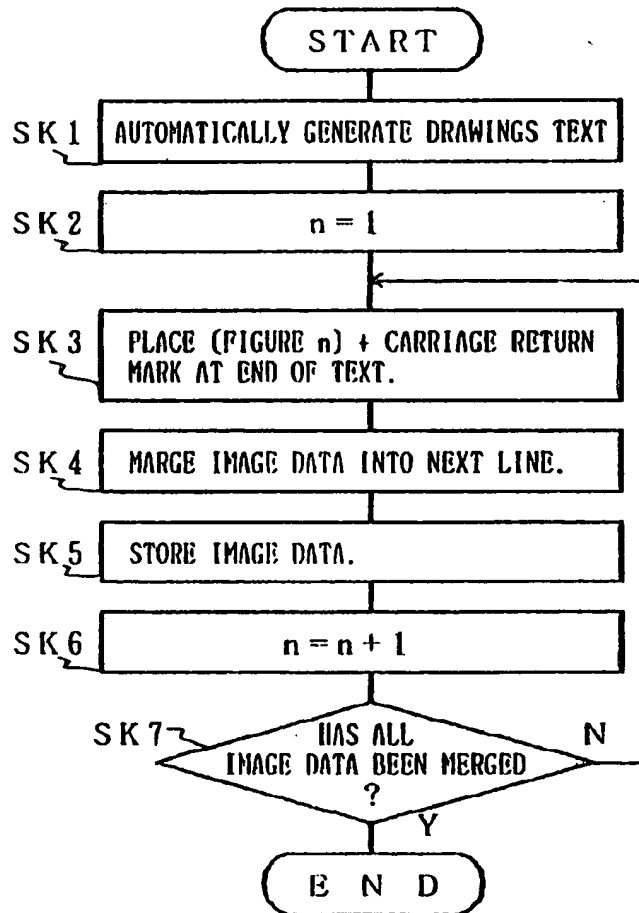 START
SK1
AUTOMATICALLY GENERATE DRAWINGS TEXT
SK2
n = 1
SK3
PLACE (FIGURE n) + CARRIAGE RETURN
MARK AT END OF TEXT.
SK4
MARGE IMAGE DATA INTO NEXT LINE.
SK5
STORE IMAGE DATA.
SK6
n = n + 1
SK7
HAS ALL
IMAGE DATA BEEN MERGED
?
N
Y
END